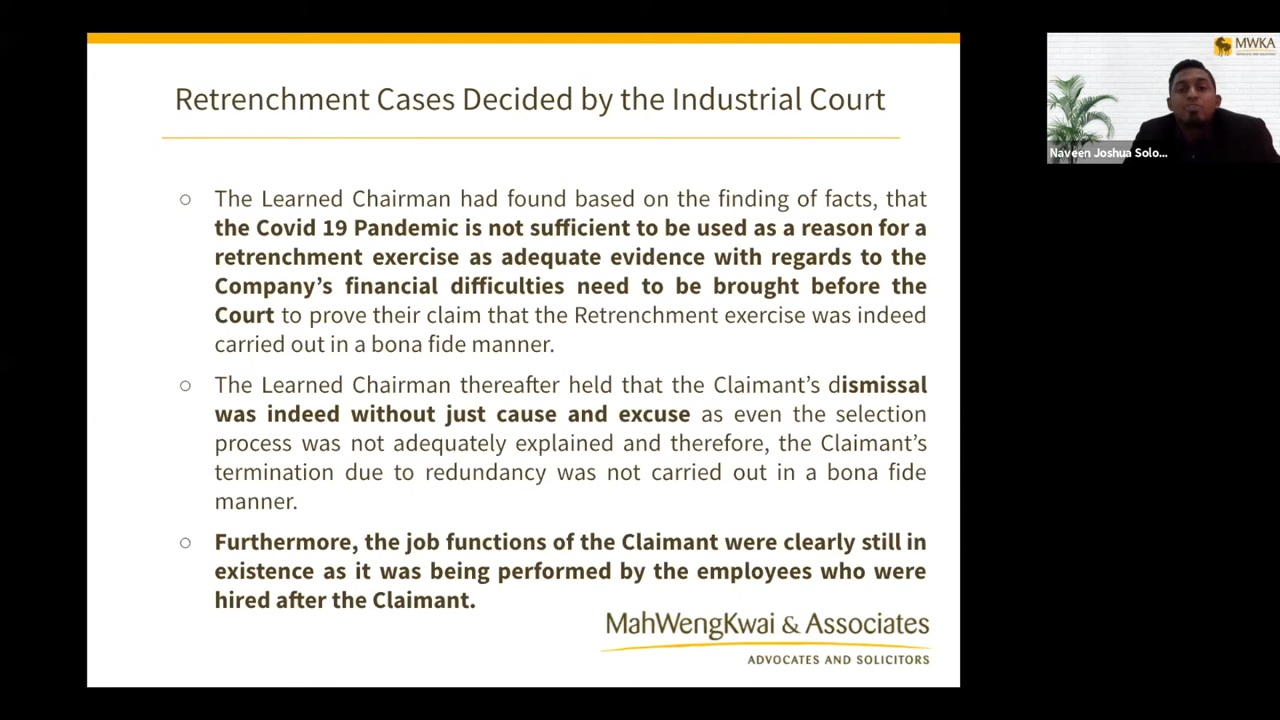 Retrenchment Cases Decided by the Industrial Court
MWKA
Naveen Joshua Solo...
○ The Learned Chairman had found based on the finding of facts, that
the Covid 19 Pandemic is not sufficient to be used as a reason for a
retrenchment exercise as adequate evidence with regards to the
Company's financial difficulties need to be brought before the
Court to prove their claim that the Retrenchment exercise was indeed
carried out in a bona fide manner.
○ The Learned Chairman thereafter held that the Claimant's dismissal
was indeed without just cause and excuse as even the selection
process was not adequately explained and therefore, the Claimant's
termination due to redundancy was not carried out in a bona fide
manner.
○ Furthermore, the job functions of the Claimant were clearly still in
existence as it was being performed by the employees who were
hired after the Claimant.
MahWengKwai & Associates
ADVOCATES AND SOLICITORS